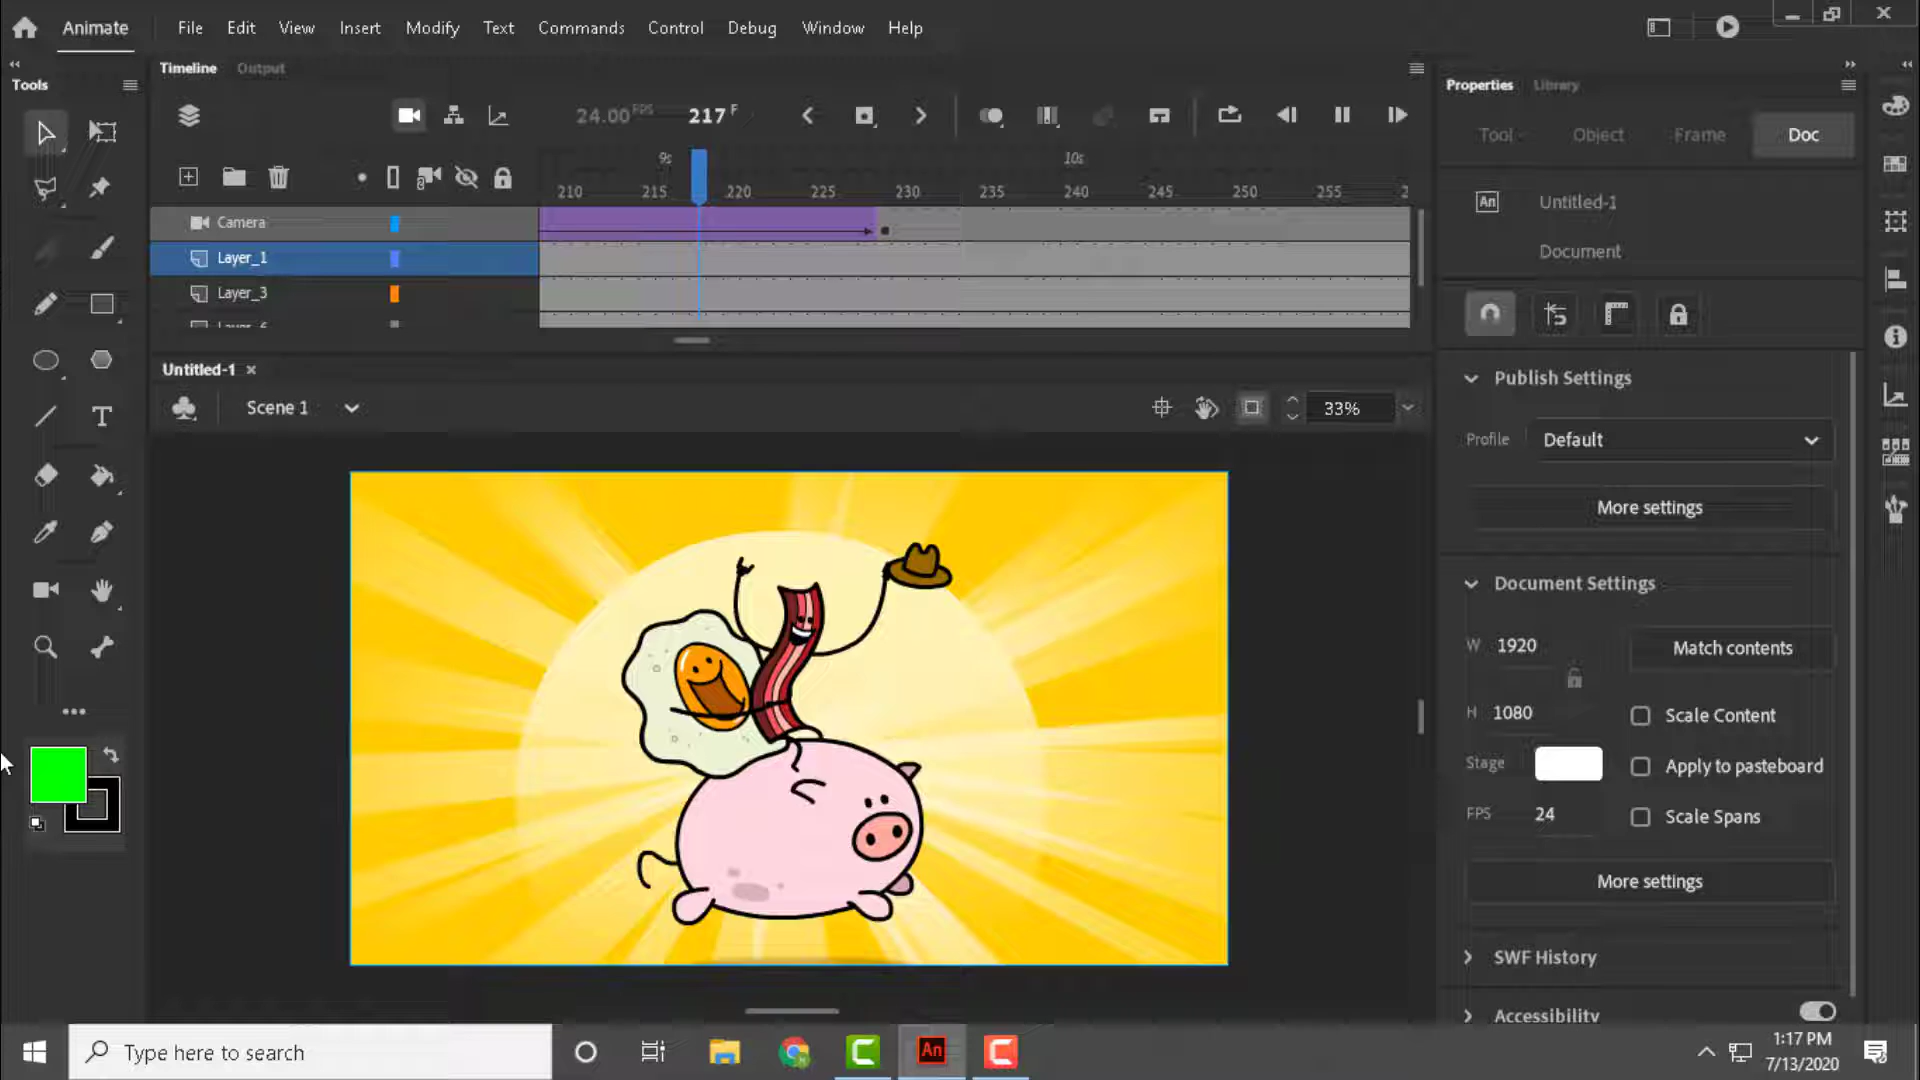 Animate File Edit View Insert Modify Text Commands Control Debug Window Help
Tools
Timeline Output
Properties Library
24.00 FPS 217 F
Tool Object Frame Doc
9s 10s
210 215 220 225 230 235 240 245 250 255 2
Camera
Layer_1
Layer_3
An Untitled-1
Document
Untitled-1 ×
Scene 1
33%
Publish Settings
Profile Default
More settings
Document Settings
W 1920
Match contents
H 1080
Scale Content
Stage
Apply to pasteboard
FPS 24
Scale Spans
More settings
SWF History
Accessibility
Type here to search
An
1:17 PM
7/13/2020